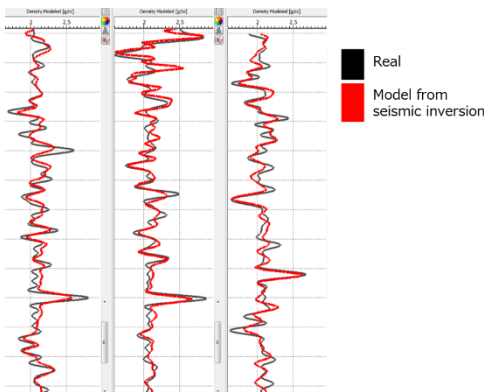 Density Modeled [g/c]
Density Modeled [g/cc]
Density Modeled [g/cc]
2
2,5
2
2,5
2
2,5
Real
Model from
seismic inversion